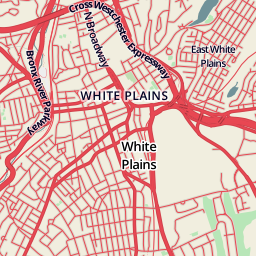 Cross Westchester Expressway
N Broadway
Bronx River Parkway
East White
Plains
WHITE PLAINS
White
Plains